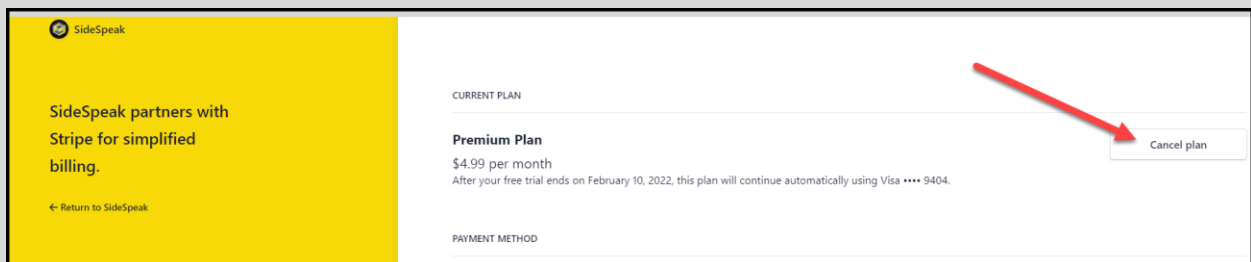 SideSpeak
SideSpeak partners with
Stripe for simplified
billing.
← Return to SideSpeak
CURRENT PLAN
Premium Plan
$4.99 per month
After your free trial ends on February 10, 2022, this plan will continue automatically using Visa •••• 9404.
Cancel plan
PAYMENT METHOD